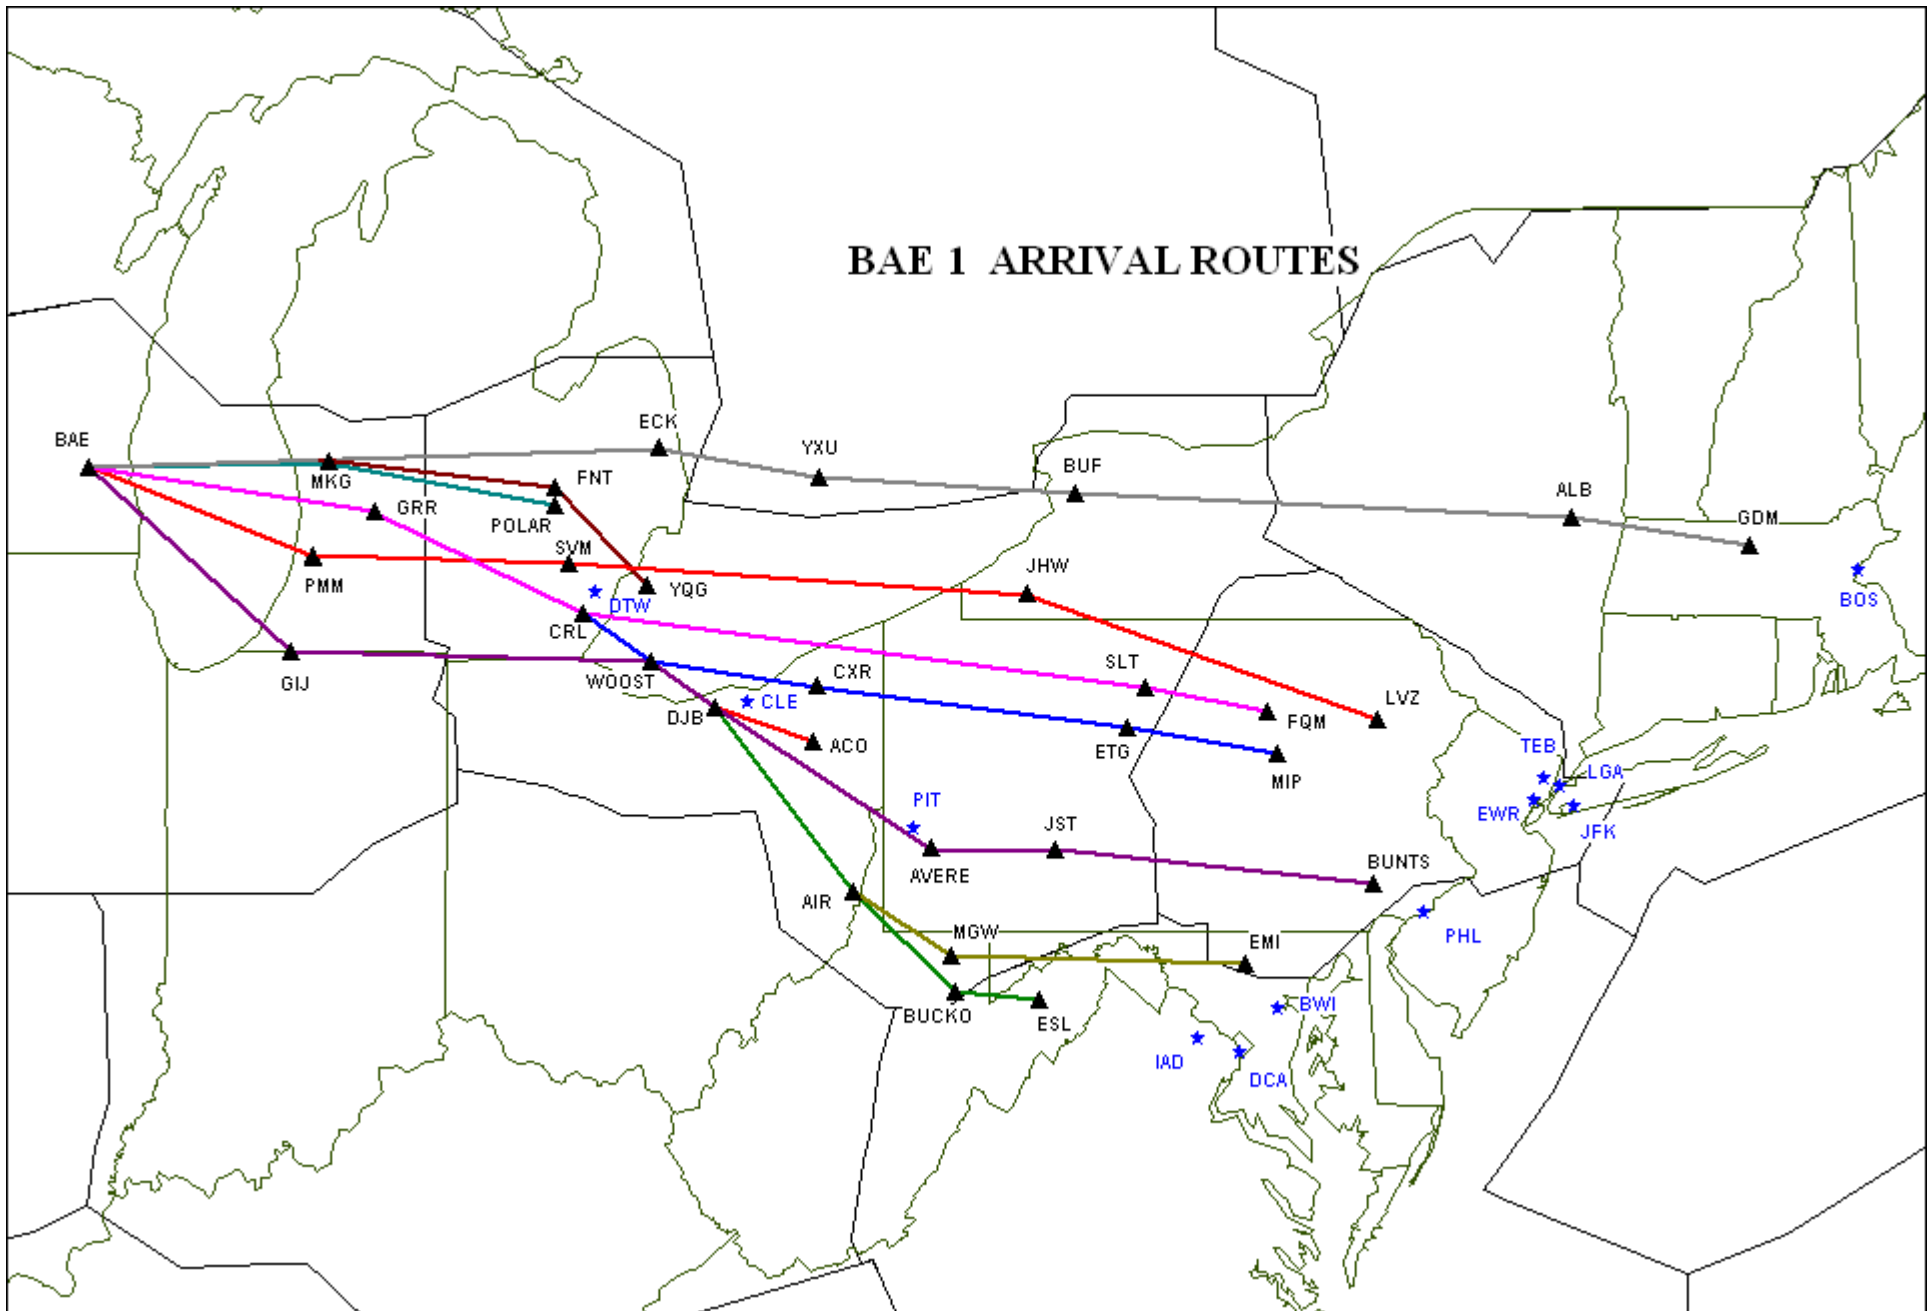 BAE 1 ARRIVAL ROUTES
ECK
BAE
YXU
BUF
MKG
FNT
ALB
GRR
POLAR
GDM
SVM
JHW
PMM
YQG
DTW
BOS
CRL
SLT
CXR
GIJ
WOOST
LVZ
CLE
DJB
FQM
ACO
ETG
TEB
MIP
LGA
PIT
EWR
JST
JFK
BUNTS
AVERE
AIR
MGW
EMI
PHL
BWI
BUCKO
ESL
IAD
DCA